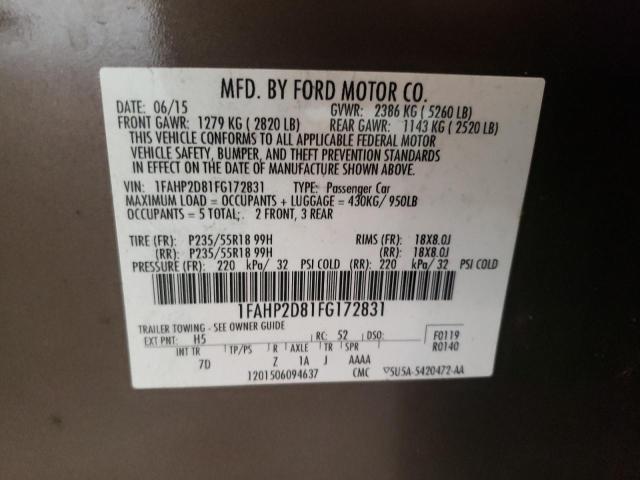 MFD. BY FORD MOTOR CO.
DATE: 06/15 GVWR: 2386 KG ( 5260 LB)
FRONT GAWR: 1279 KG ( 2820 LB) REAR GAWR: 1143 KG ( 2520 LB)
THIS VEHICLE CONFORMS TO ALL APPLICABLE FEDERAL MOTOR
VEHICLE SAFETY, BUMPER, AND THEFT PREVENTION STANDARDS
IN EFFECT ON THE DATE OF MANUFACTURE SHOWN ABOVE.
VIN: 1FAHP2D81FG172831 TYPE: Passenger Car
MAXIMUM LOAD = OCCUPANTS + LUGGAGE = 430KG/ 950LB
OCCUPANTS = 5 TOTAL; 2 FRONT, 3 REAR
TIRE (FR): P235/55R18 99H RIMS (FR): 18X8.0J
(RR): P235/55R18 99H (RR): 18X8.0J
PRESSURE (FR): 220 kPa/ 32 PSI COLD (RR): 220 kPa/ 32 PSI COLD
1FAHP2D81FG172831
TRAILER TOWING - SEE OWNER GUIDE
EXT PNT: H5 RC: 52 DSO: F0119
INT TR TP/PS R AXLE TR SPR R0140
7D Z 1A J AAAA
1201506094637 CMC 5U5A-5420472-AA